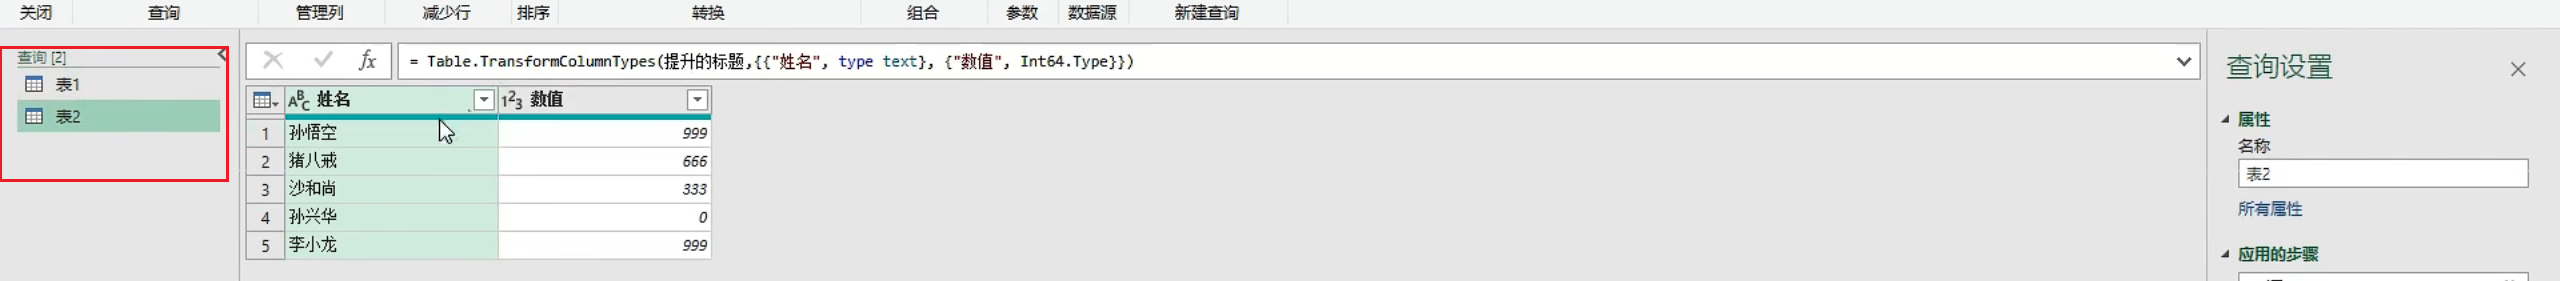 关闭 查询 管理列 减少行 排序 转换 组合 参数 数据源 新建查询
查询 [2]
表1
表2
fx = Table.TransformColumnTypes(提升的标题,{{"姓名", type text}, {"数值", Int64.Type}})
ABC 姓名 123 数值
1 孙悟空 999
2 猪八戒 666
3 沙和尚 333
4 孙兴华 0
5 李小龙 999
查询设置
属性
名称
表2
所有属性
应用的步骤